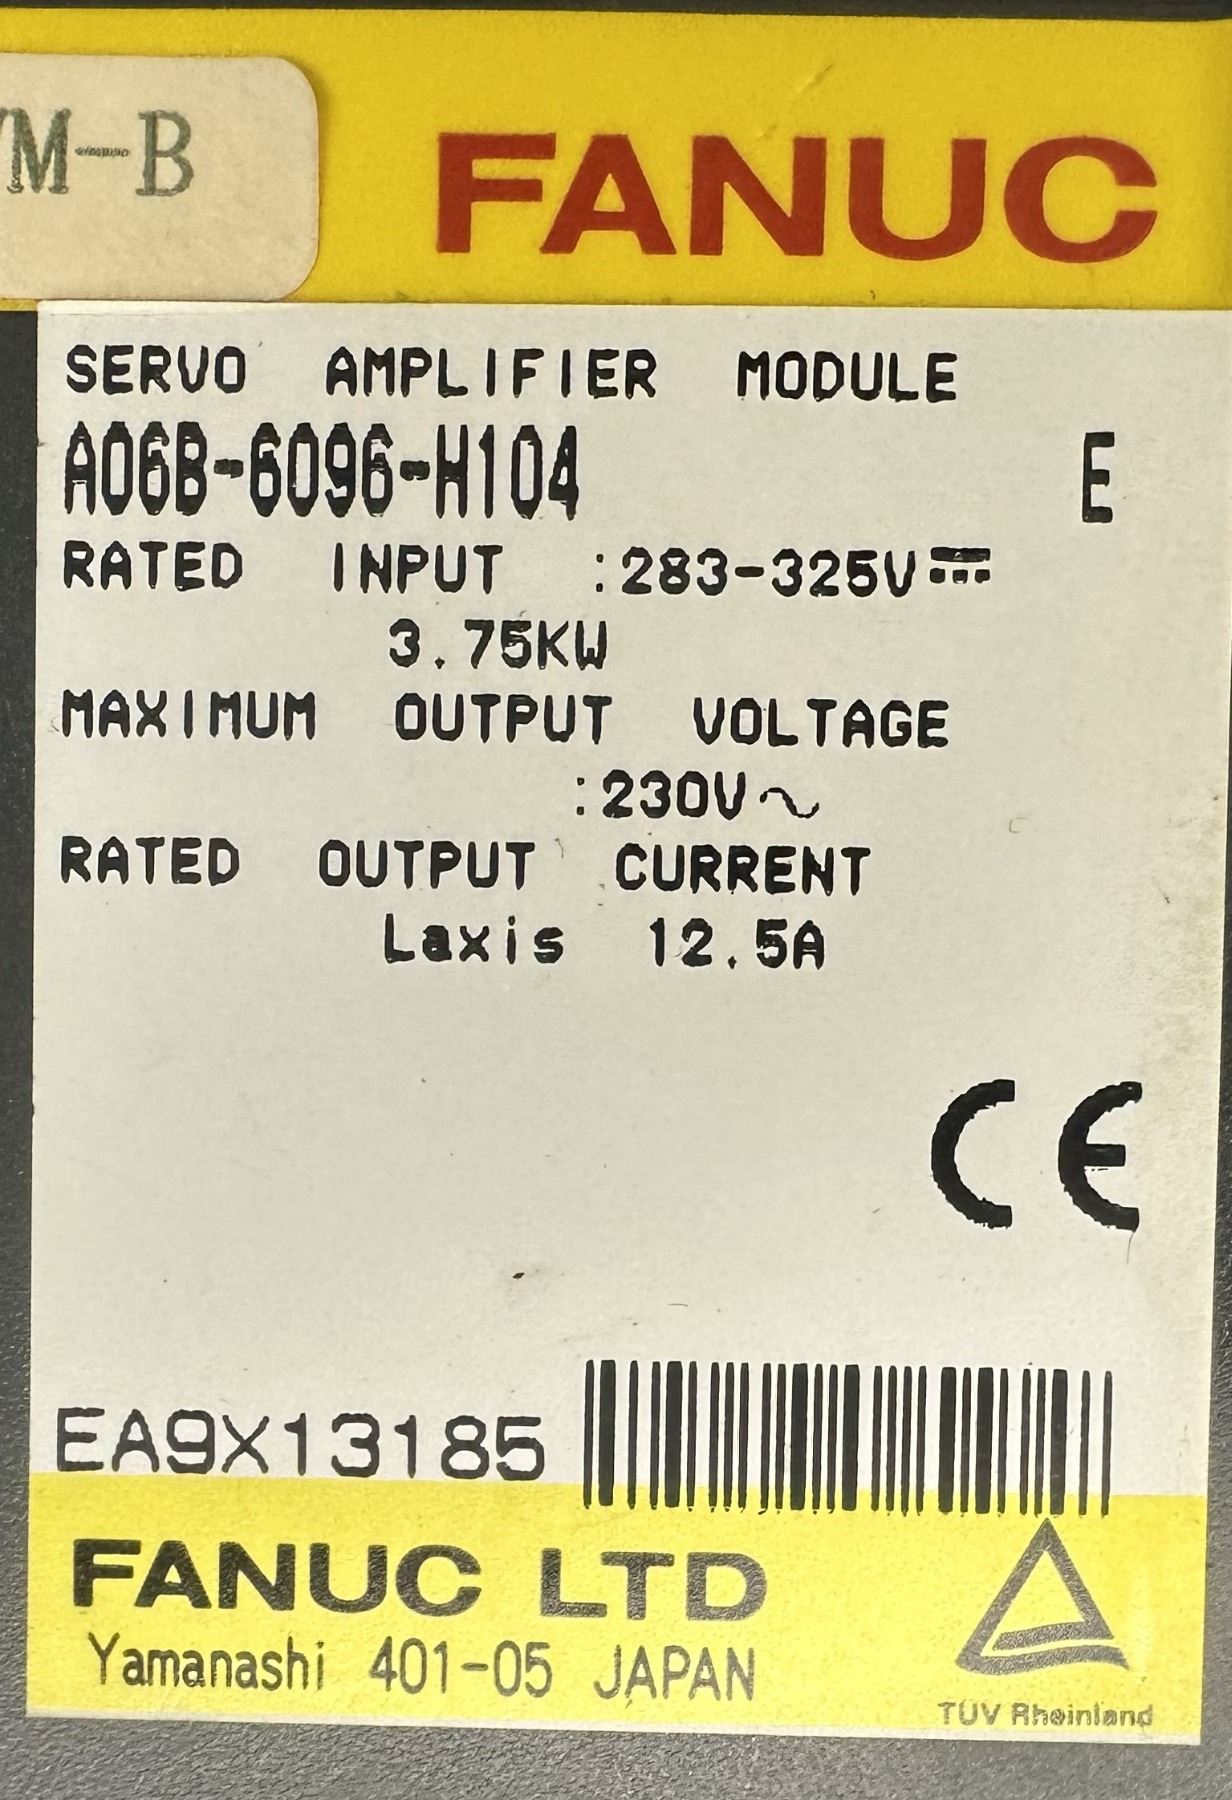 M-B
FANUC
SERVO AMPLIFIER MODULE
A06B-6096-H104 E
RATED INPUT :283-325V⎓
3.75KW
MAXIMUM OUTPUT VOLTAGE
:230V∿
RATED OUTPUT CURRENT
Laxis 12.5A
CE
EA9X13185
FANUC LTD
Yamanashi 401-05 JAPAN
TUV Rheinland